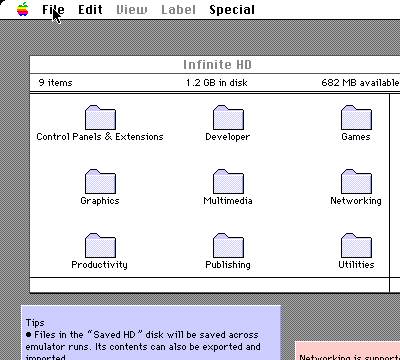 File Edit View Label Special
Infinite HD
9 items 1.2 GB in disk 682 MB available
Control Panels & Extensions Developer Games
Graphics Multimedia Networking
Productivity Publishing Utilities
Tips
● Files in the "Saved HD" disk will be saved across
emulator runs. Its contents can also be exported and
imported
Networking is support